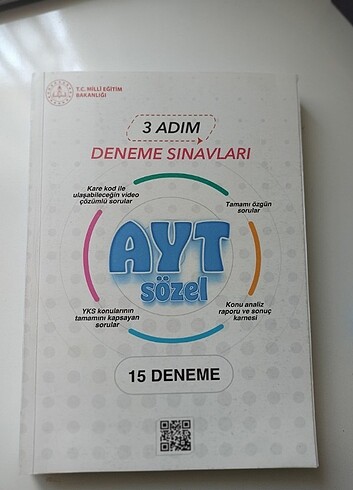 T.C. MİLLİ EĞİTİM
BAKANLIĞI
3 ADIM
DENEME SINAVLARI
Kare kod ile
ulaşabileceğin video
çözümlü sorular
Tamamı özgün
sorular
AYT
sözel
YKS konularının
tamamını kapsayan
sorular
Konu analiz
raporu ve sonuç
karnesi
15 DENEME